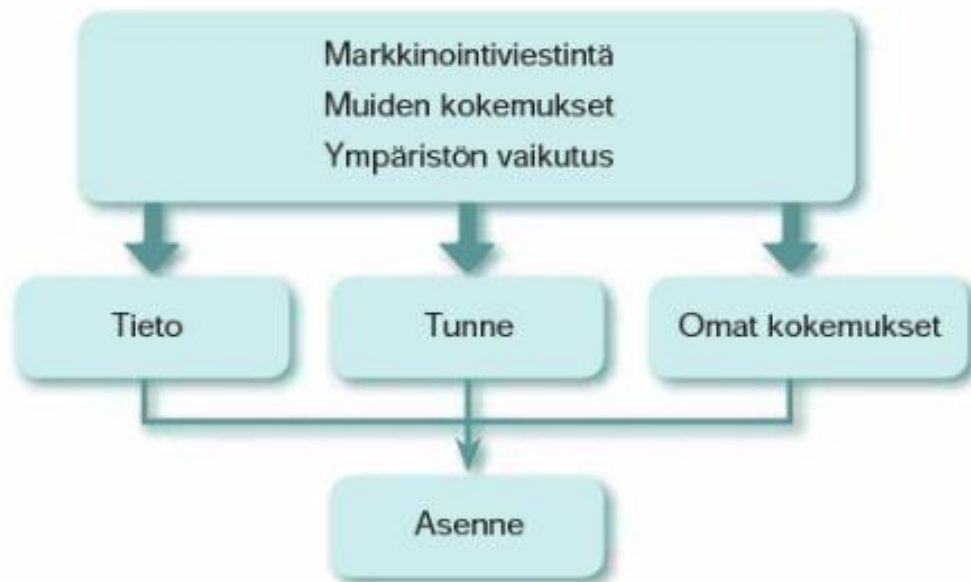 Markkinointiviestintä
Muiden kokemukset
Ympäristön vaikutus
Tieto
Tunne
Omat kokemukset
Asenne